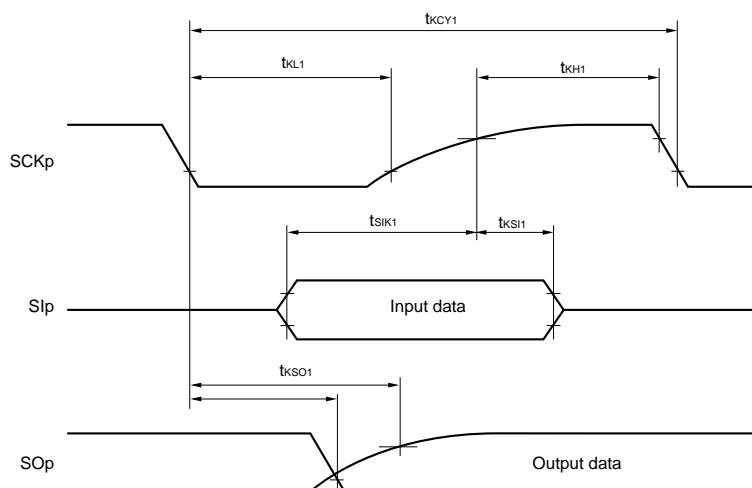 tKCY1
tKL1
tKH1
SCKp
tSIK1
tKSI1
SIp
Input data
tKSO1
SOp
Output data